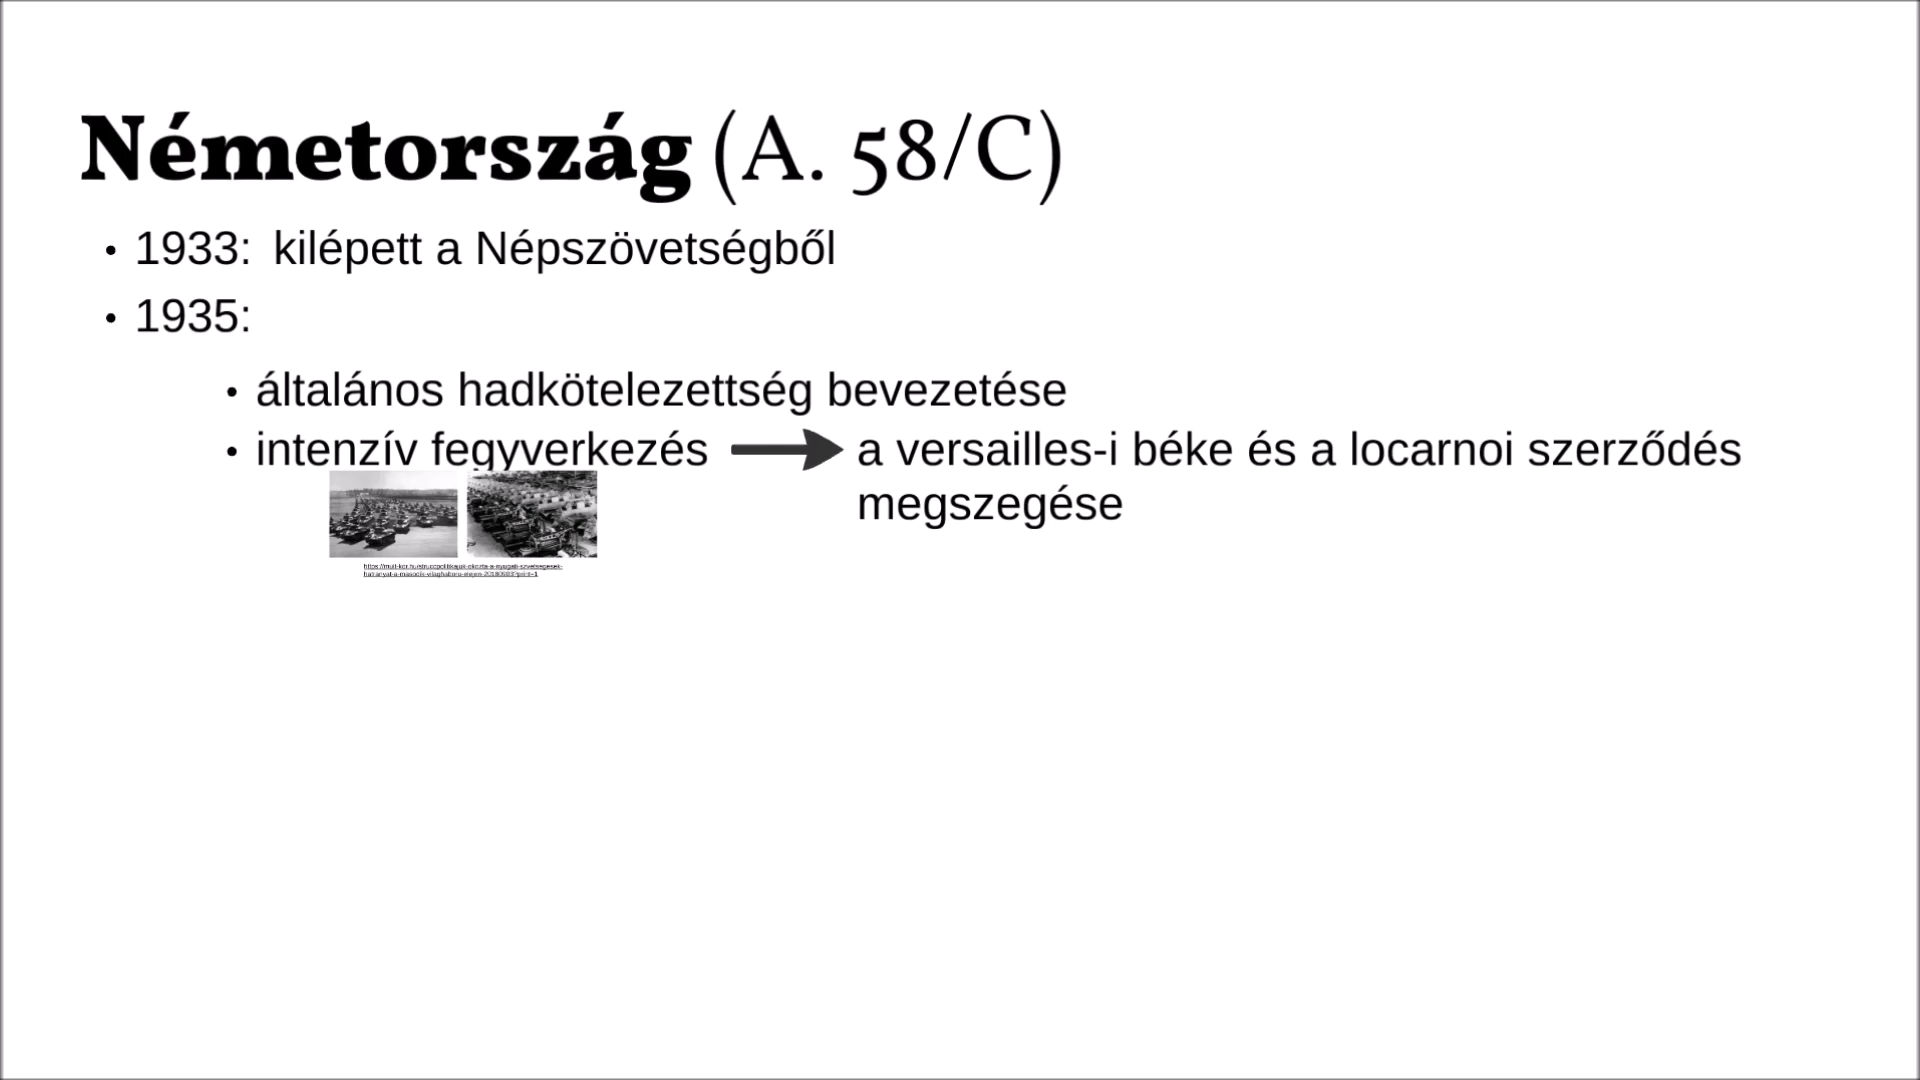 Németország (A. 58/C)
• 1933: kilépett a Népszövetségből
• 1935:
• általános hadkötelezettség bevezetése
• intenzív fegyverkezés
a versailles-i béke és a locarnoi szerződés
megszegése